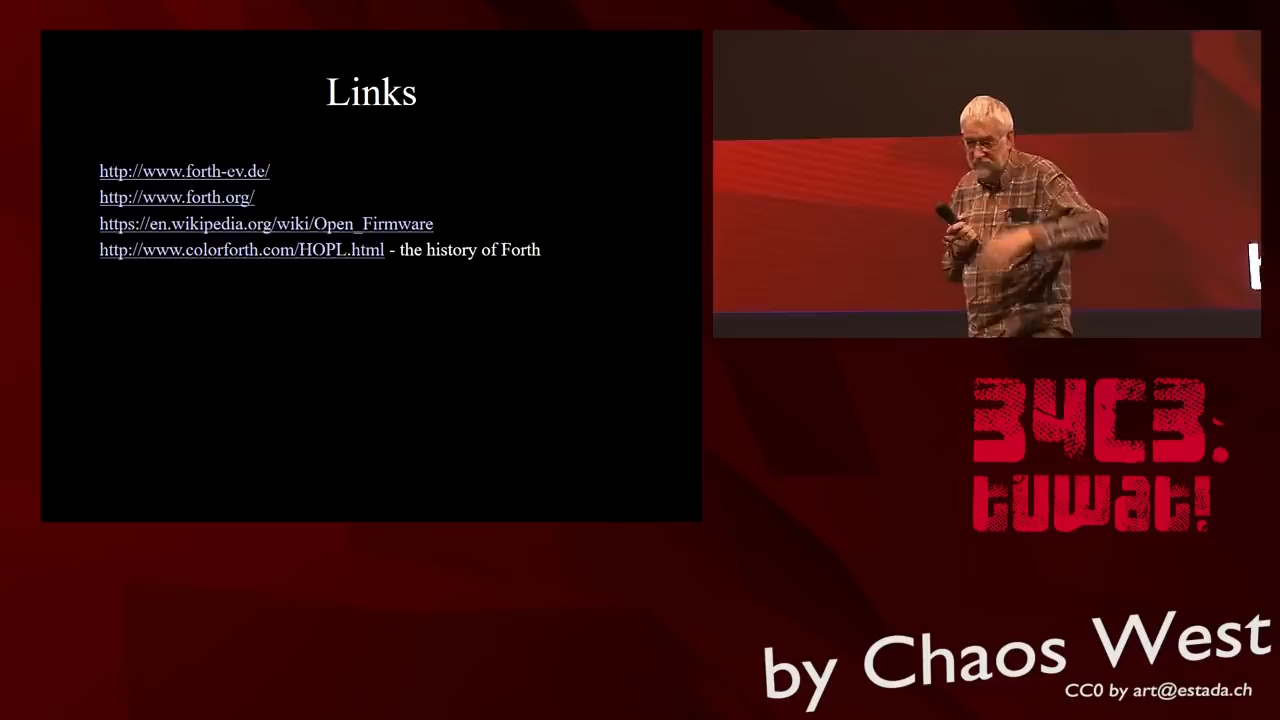 Links
http://www.forth-ev.de/
http://www.forth.org/
https://en.wikipedia.org/wiki/Open_Firmware
http://www.colorforth.com/HOPL.html - the history of Forth
34C3.
tuwat!
by Chaos West
CC0 by art@estada.ch